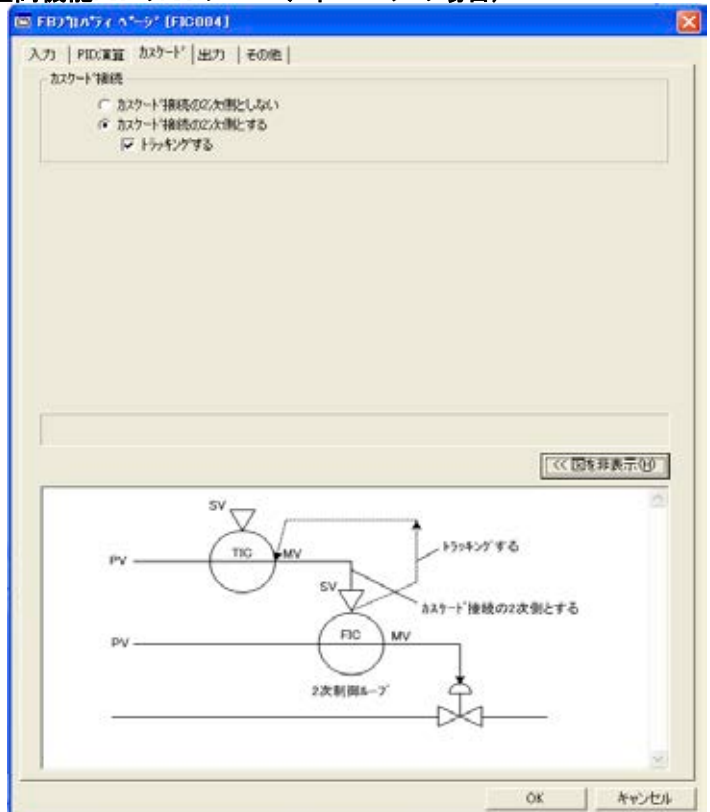 FBプロパティ ページ [FIC004]
入力 | PID演算 カスケード | 出力 | その他 |
カスケード接続
カスケード接続の2次側としない
カスケード接続の2次側とする
トラッキングする
<< 図を非表示(H)
SV
TIC
MV
PV
トラッキングする
SV
カスケード接続の2次側とする
FIC
MV
PV
2次制御ループ
OK キャンセル